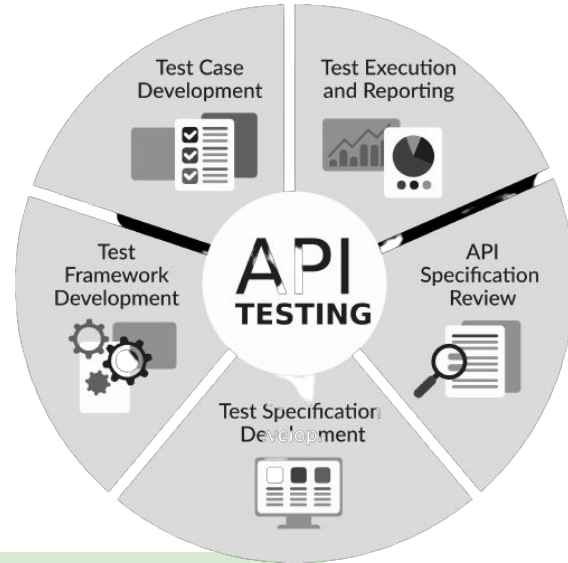 Test Case
Development
Test Execution
and Reporting
Test
Framework
Development
API
TESTING
API
Specification
Review
Test Specification
Development